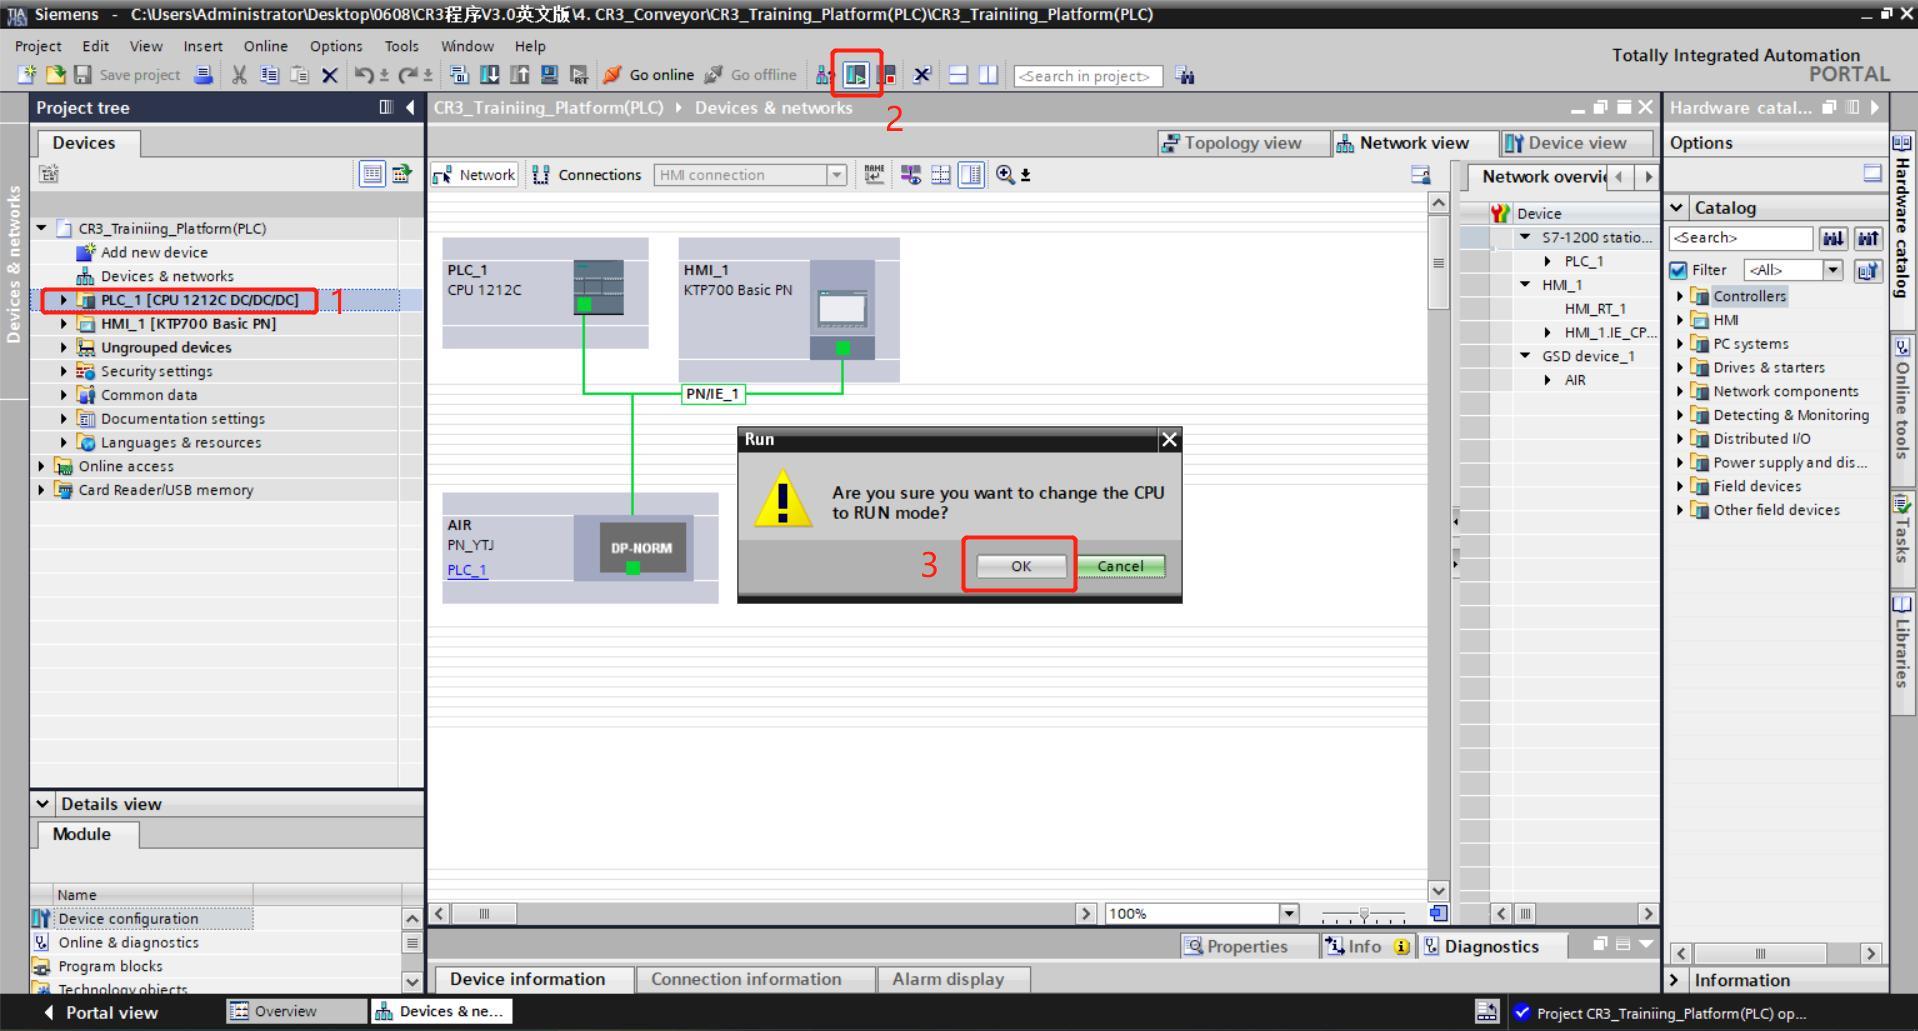 Siemens - C:\Users\Administrator\Desktop\0608\CR3程序V3.0英文版\4. CR3_Conveyor\CR3_Training_Platform(PLC)\CR3_Trainiing_Platform(PLC)
Project Edit View Insert Online Options Tools Window Help
Totally Integrated Automation
PORTAL
Save project
Go online
Go offline
<Search in project>
2
Project tree
CR3_Trainiing_Platform(PLC) Devices & networks
Hardware catal...
Devices
Topology view
Network view
Device view
Options
Network
Connections
HMI connection
Network overvie
Devices & networks
CR3_Trainiing_Platform(PLC)
Add new device
Devices & networks
PLC_1 [CPU 1212C DC/DC/DC]
1
HMI_1 [KTP700 Basic PN]
Ungrouped devices
Security settings
Common data
Documentation settings
Languages & resources
Online access
Card Reader/USB memory
PLC_1
CPU 1212C
HMI_1
KTP700 Basic PN
PN/IE_1
AIR
PN_YTJ
PLC_1
DP-NORM
Run
Are you sure you want to change the CPU
to RUN mode?
3
OK
Cancel
Device
S7-1200 statio...
PLC_1
HMI_1
HMI_RT_1
HMI_1.IE_CP...
GSD device_1
AIR
Catalog
<Search>
Filter
<All>
Controllers
HMI
PC systems
Drives & starters
Network components
Detecting & Monitoring
Distributed I/O
Power supply and dis...
Field devices
Other field devices
Hardware catalog
Online tools
Tasks
Libraries
Details view
Module
Name
Device configuration
Online & diagnostics
Program blocks
Technology objects
100%
Properties
Info
Diagnostics
Device information
Connection information
Alarm display
Information
Portal view
Overview
Devices & ne...
Project CR3_Trainiing_Platform(PLC) op...